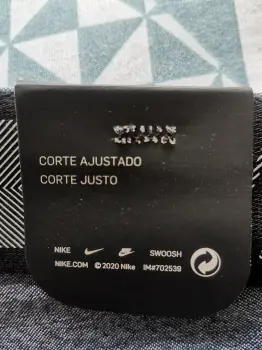 CORTE AJUSTADO
CORTE JUSTO
NIKE SWOOSH
NIKE.COM ©2020 Nike IM#702539